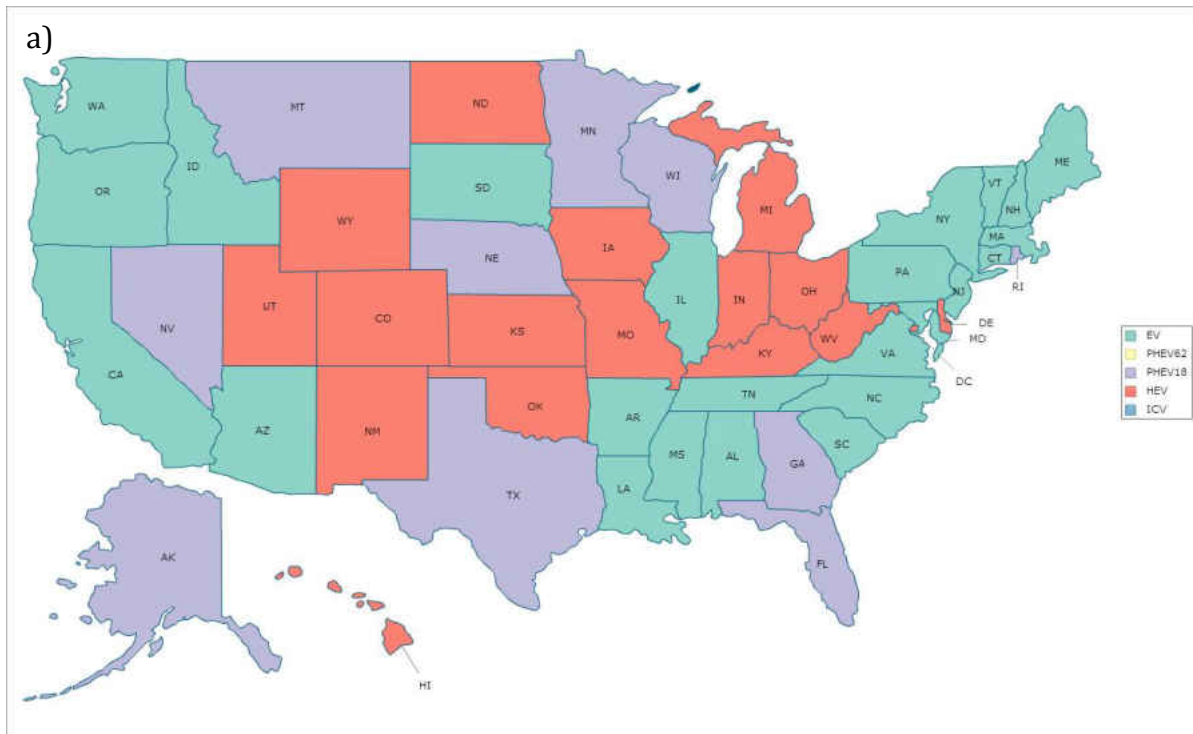 a)
WA
MT
ND
MN
ME
ID
OR
SD
WI
VT
NH
NY
WY
MI
MA
CT
RI
IA
NE
PA
NJ
NV
UT
CO
IL
IN
OH
KS
MO
WV
DE
MD
KY
VA
DC
CA
AZ
NM
OK
AR
TN
NC
SC
MS
AL
GA
LA
TX
FL
AK
HI
EV
PHEV62
PHEV18
HEV
ICV